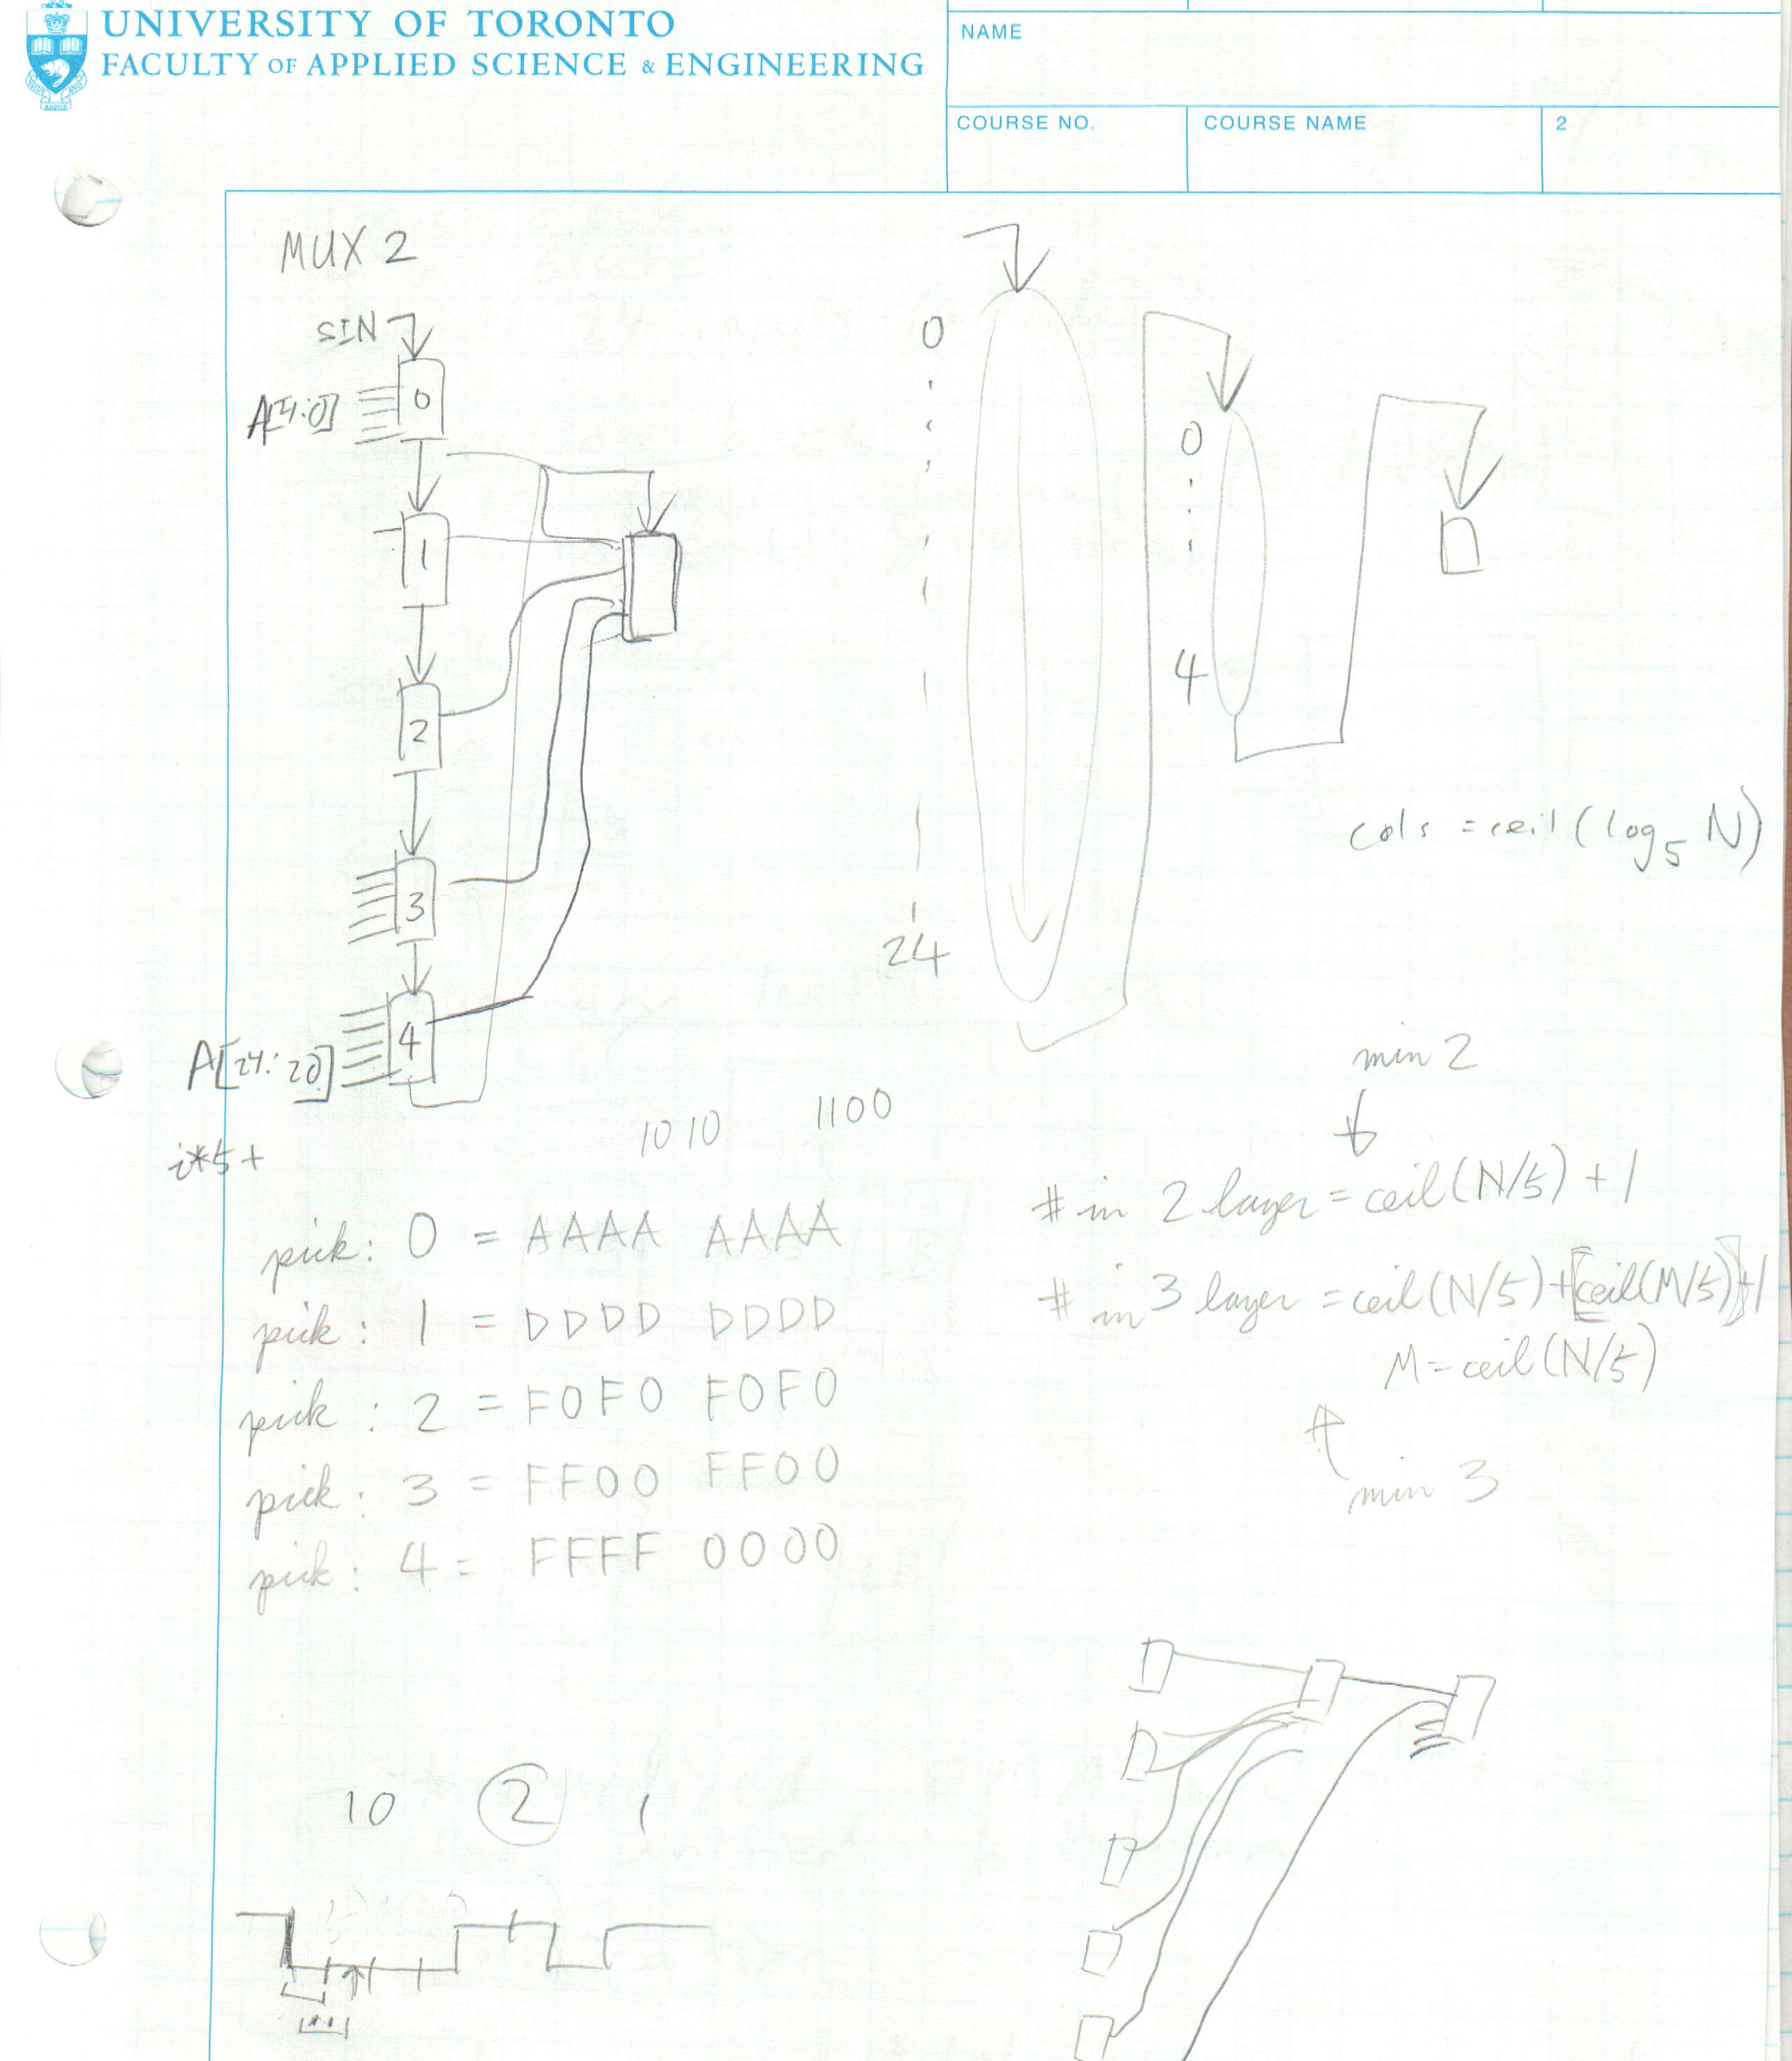 UNIVERSITY OF TORONTO
FACULTY OF APPLIED SCIENCE & ENGINEERING
NAME
COURSE NO.
COURSE NAME
2
MUX 2
SIN
0
A[4:0]
1
2
3
4
A[24:20]
i*5+
0
24
0
4
cols = ceil(log5 N)
1010 1100
min 2
# in 2 layer = ceil(N/5) + 1
# in 3 layer = ceil(N/5)+[ceil(M/5)]+1
M=ceil(N/5)
min 3
pick: 0 = AAAA AAAA
pick: 1 = DDDD DDDD
pick: 2 = F0F0 F0F0
pick: 3 = FF00 FF00
pick: 4 = FFFF 0000
10 2 1